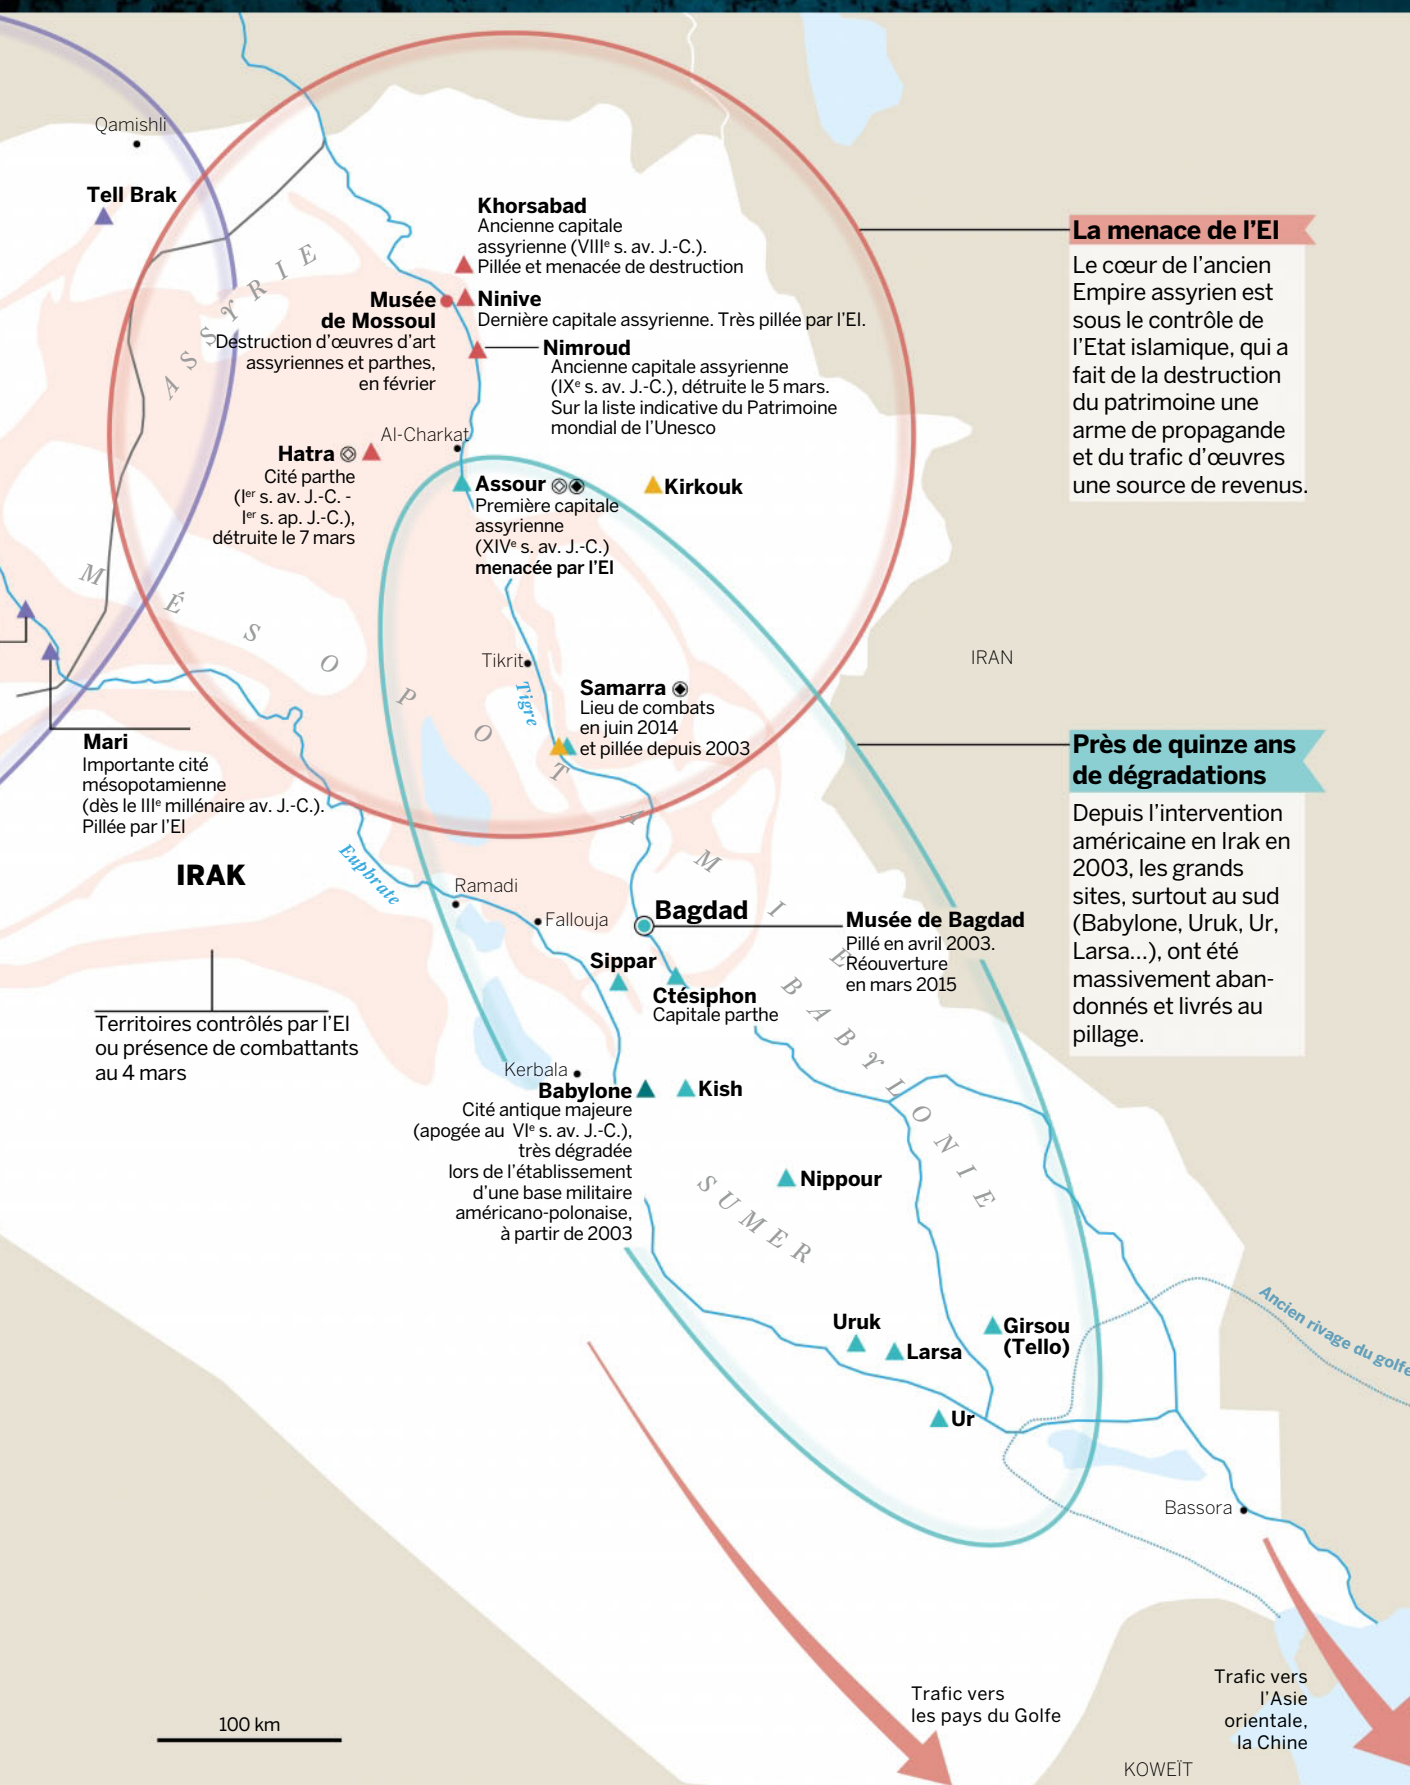 Qamishli
Tell Brak
ASSYRIE
Khorsabad
Ancienne capitale
assyrienne (VIIIe s. av. J.-C.).
Pillée et menacée de destruction
Musée
de Mossoul
Destruction d'œuvres d'art
assyriennes et parthes,
en février
Ninive
Dernière capitale assyrienne. Très pillée par l'EI.
Nimroud
Ancienne capitale assyrienne
(IXe s. av. J.-C.), détruite le 5 mars.
Sur la liste indicative du Patrimoine
mondial de l'Unesco
La menace de l'EI
Le cœur de l'ancien
Empire assyrien est
sous le contrôle de
l'Etat islamique, qui a
fait de la destruction
du patrimoine une
arme de propagande
et du trafic d'œuvres
une source de revenus.
Al-Charkat
Hatra
Cité parthe
(Ier s. av. J.-C. -
Ier s. ap. J.-C.),
détruite le 7 mars
Assour
Première capitale
assyrienne
(XIVe s. av. J.-C.)
menacée par l'EI
Kirkouk
MÉSOPOTAMIE
Tikrit
Tigre
Samarra
Lieu de combats
en juin 2014
et pillée depuis 2003
IRAN
Mari
Importante cité
mésopotamienne
(dès le IIIe millénaire av. J.-C.).
Pillée par l'EI
Près de quinze ans
de dégradations
Depuis l'intervention
américaine en Irak en
2003, les grands
sites, surtout au sud
(Babylone, Uruk, Ur,
Larsa...), ont été
massivement aban-
donnés et livrés au
pillage.
IRAK
Euphrate
Ramadi
Fallouja
Bagdad
Musée de Bagdad
Pillé en avril 2003.
Réouverture
en mars 2015
Sippar
Ctésiphon
Capitale parthe
BABYLONIE
Territoires contrôlés par l'EI
ou présence de combattants
au 4 mars
Kerbala
Babylone
Cité antique majeure
(apogée au VIe s. av. J.-C.),
très dégradée
lors de l'établissement
d'une base militaire
américano-polonaise,
à partir de 2003
Kish
Nippour
SUMER
Uruk
Larsa
Girsou
(Tello)
Ur
Ancien rivage du golfe
Bassora
Trafic vers
les pays du Golfe
Trafic vers
l'Asie
orientale,
la Chine
100 km
KOWEÏT